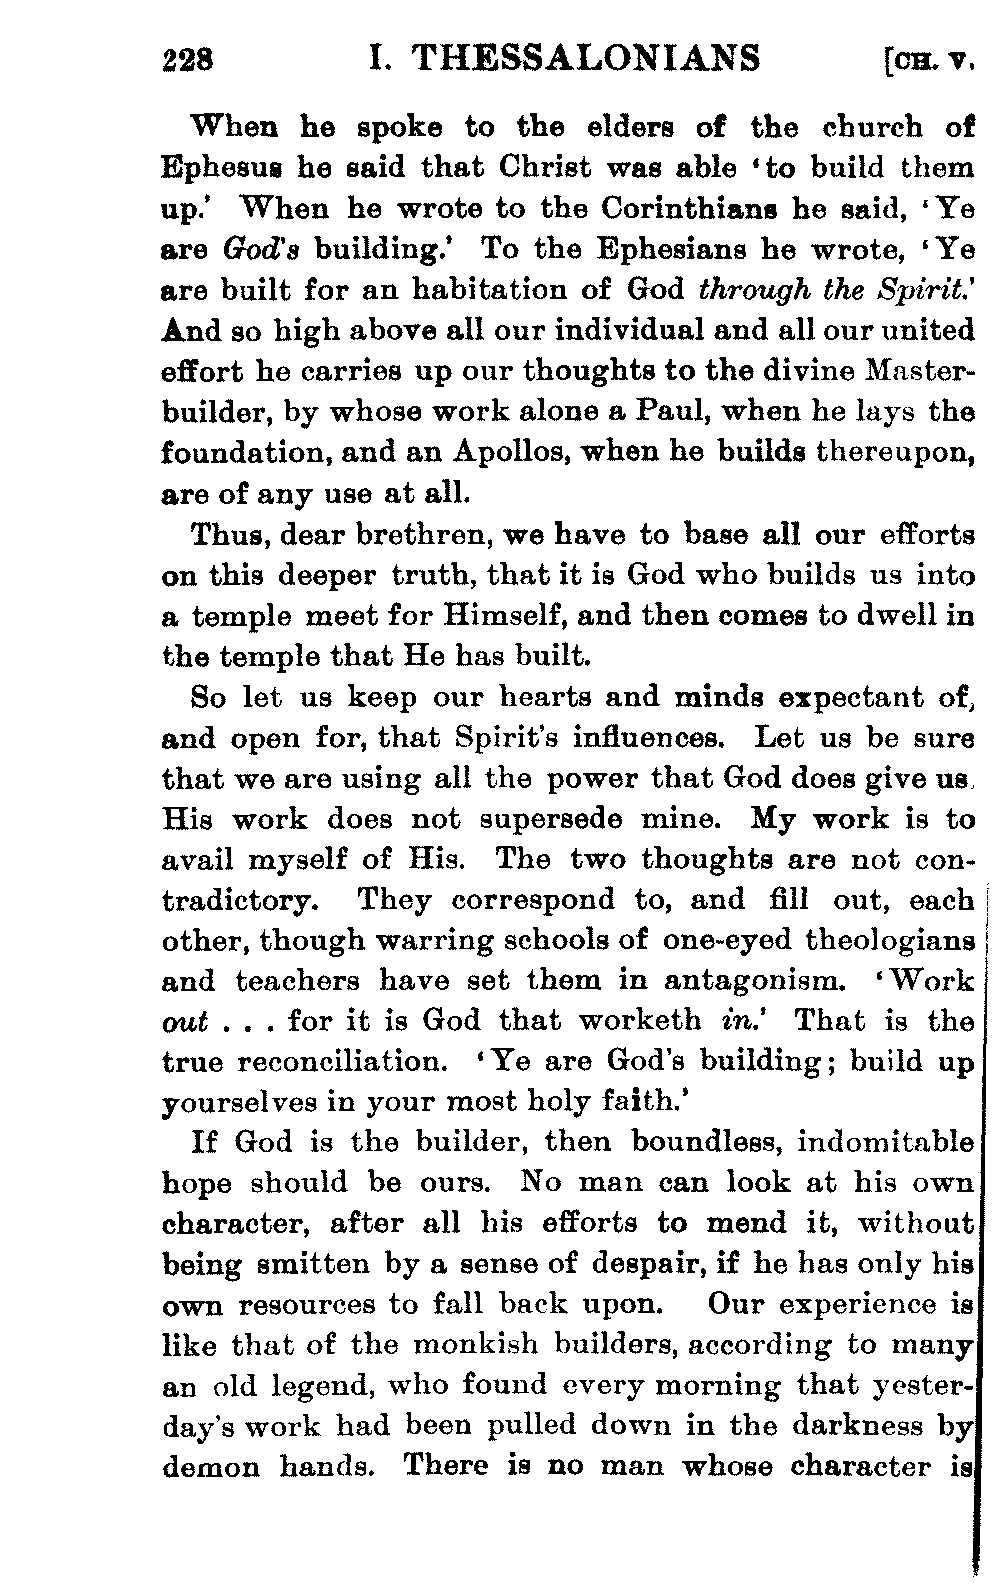 228 I. THESSALONIANS [CH. V.
When he spoke to the elders of the church of
Ephesus he said that Christ was able ‘to build them
up.’ When he wrote to the Corinthians he said, ‘Ye
are God’s building.’ To the Ephesians he wrote, ‘Ye
are built for an habitation of God through the Spirit.’
And so high above all our individual and all our united
effort he carries up our thoughts to the divine Master-
builder, by whose work alone a Paul, when he lays the
foundation, and an Apollos, when he builds thereupon,
are of any use at all.
Thus, dear brethren, we have to base all our efforts
on this deeper truth, that it is God who builds us into
a temple meet for Himself, and then comes to dwell in
the temple that He has built.
So let us keep our hearts and minds expectant of,
and open for, that Spirit’s influences. Let us be sure
that we are using all the power that God does give us.
His work does not supersede mine. My work is to
avail myself of His. The two thoughts are not con-
tradictory. They correspond to, and fill out, each
other, though warring schools of one-eyed theologians
and teachers have set them in antagonism. ‘Work
out . . . for it is God that worketh in.’ That is the
true reconciliation. ‘Ye are God’s building; build up
yourselves in your most holy faith.’
If God is the builder, then boundless, indomitable
hope should be ours. No man can look at his own
character, after all his efforts to mend it, without
being smitten by a sense of despair, if he has only his
own resources to fall back upon. Our experience is
like that of the monkish builders, according to many
an old legend, who found every morning that yester-
day’s work had been pulled down in the darkness by
demon hands. There is no man whose character is